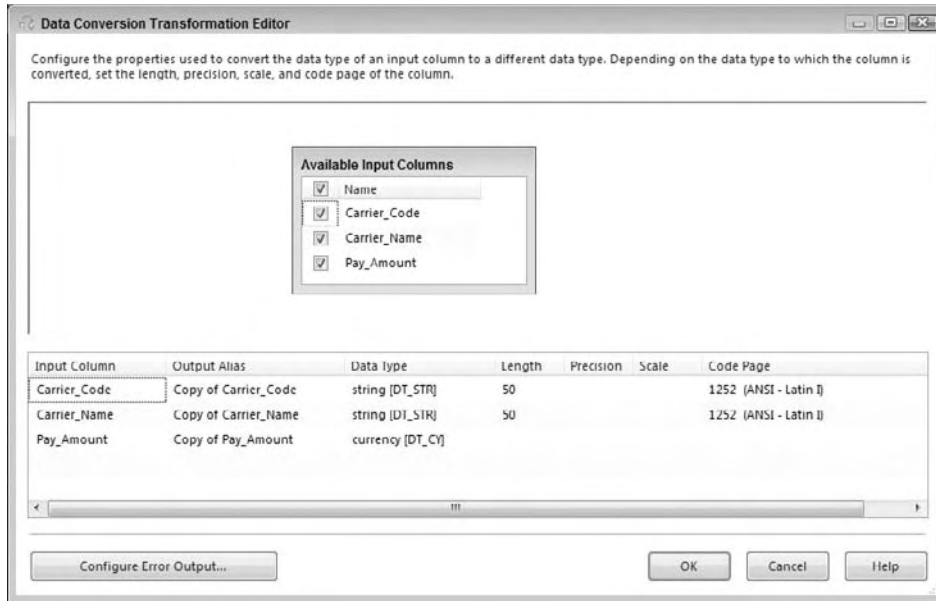 Data Conversion Transformation Editor
Configure the properties used to convert the data type of an input column to a different data type. Depending on the data type to which the column is
converted, set the length, precision, scale, and code page of the column.
Available Input Columns
Name
Carrier_Code
Carrier_Name
Pay_Amount
Input Column Output Alias Data Type Length Precision Scale Code Page
Carrier_Code Copy of Carrier_Code string [DT_STR] 50 1252 (ANSI - Latin I)
Carrier_Name Copy of Carrier_Name string [DT_STR] 50 1252 (ANSI - Latin I)
Pay_Amount Copy of Pay_Amount currency [DT_CY]
Configure Error Output... OK Cancel Help